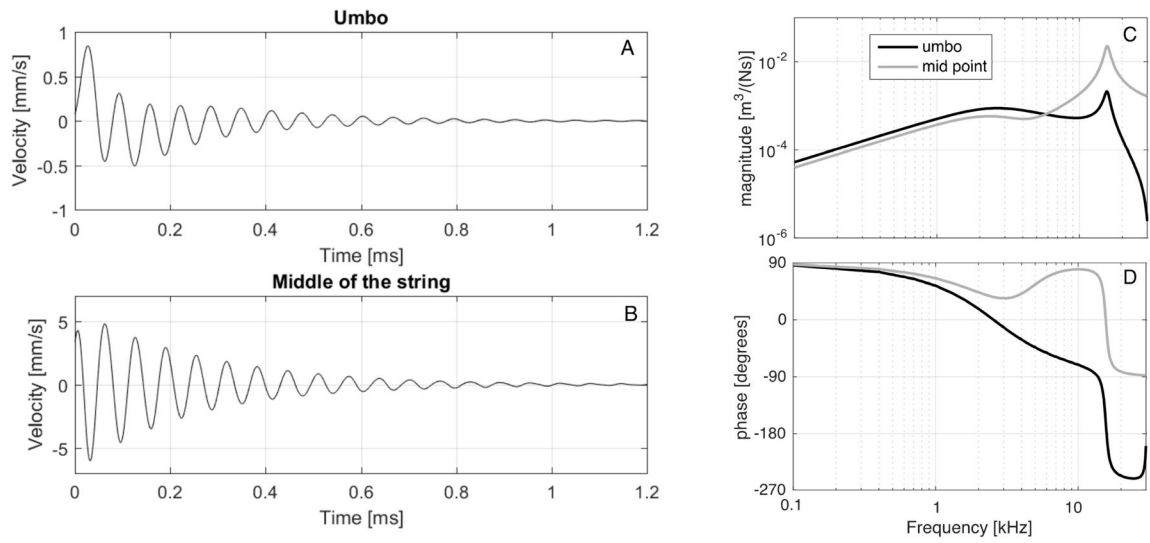 Umbo
A
1
0.5
0
-0.5
-1
Velocity [mm/s]
0 0.2 0.4 0.6 0.8 1 1.2
Time [ms]
Middle of the string
B
5
0
-5
Velocity [mm/s]
0 0.2 0.4 0.6 0.8 1 1.2
Time [ms]
C
umbo
mid point
10-2
10-4
10-6
magnitude [m3/(Ns)]
D
90
0
-90
-180
-270
phase [degrees]
0.1 1 10
Frequency [kHz]